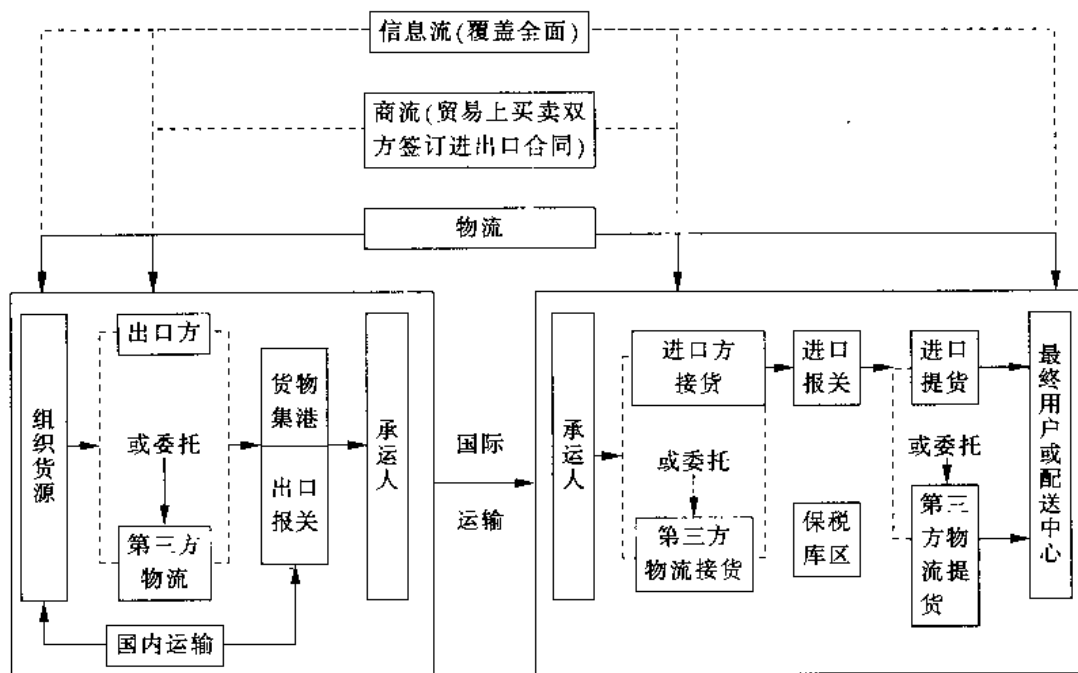 信息流(覆盖全面)
商流(贸易上买卖双
方签订进出口合同)
物流
组织货源
出口方
或委托
第三方
物流
货物
集港
出口
报关
承运人
国内运输
国际
运输
承运人
进口方
接货
或委托
第三方
物流接货
进口
报关
保税
库区
进口
提货
或委托
第三
方物
流提
货
最终用户或配送中心